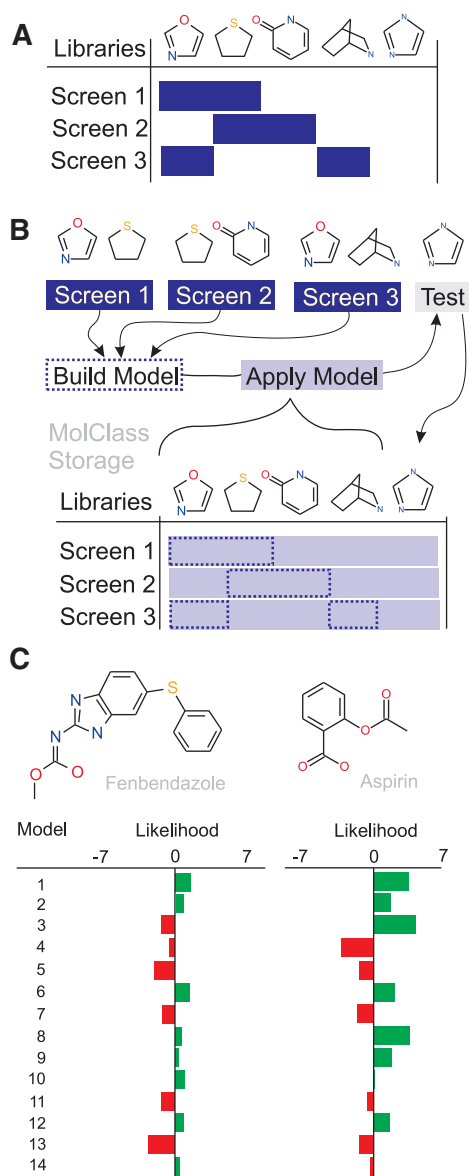 A
Libraries
O
N
S
O
N
N
N
N
Screen 1
Screen 2
Screen 3
B
O
N
S
S
O
N
O
N
N
N
N
Screen 1 Screen 2 Screen 3 Test
Build Model Apply Model
MolClass
Storage
Libraries
O
N
S
O
N
N
N
N
Screen 1
Screen 2
Screen 3
C
N
N
N
S
O
O
Fenbendazole
O
O
O
O
Aspirin
Model Likelihood Likelihood
-7 0 7 -7 0 7
1
2
3
4
5
6
7
8
9
10
11
12
13
14